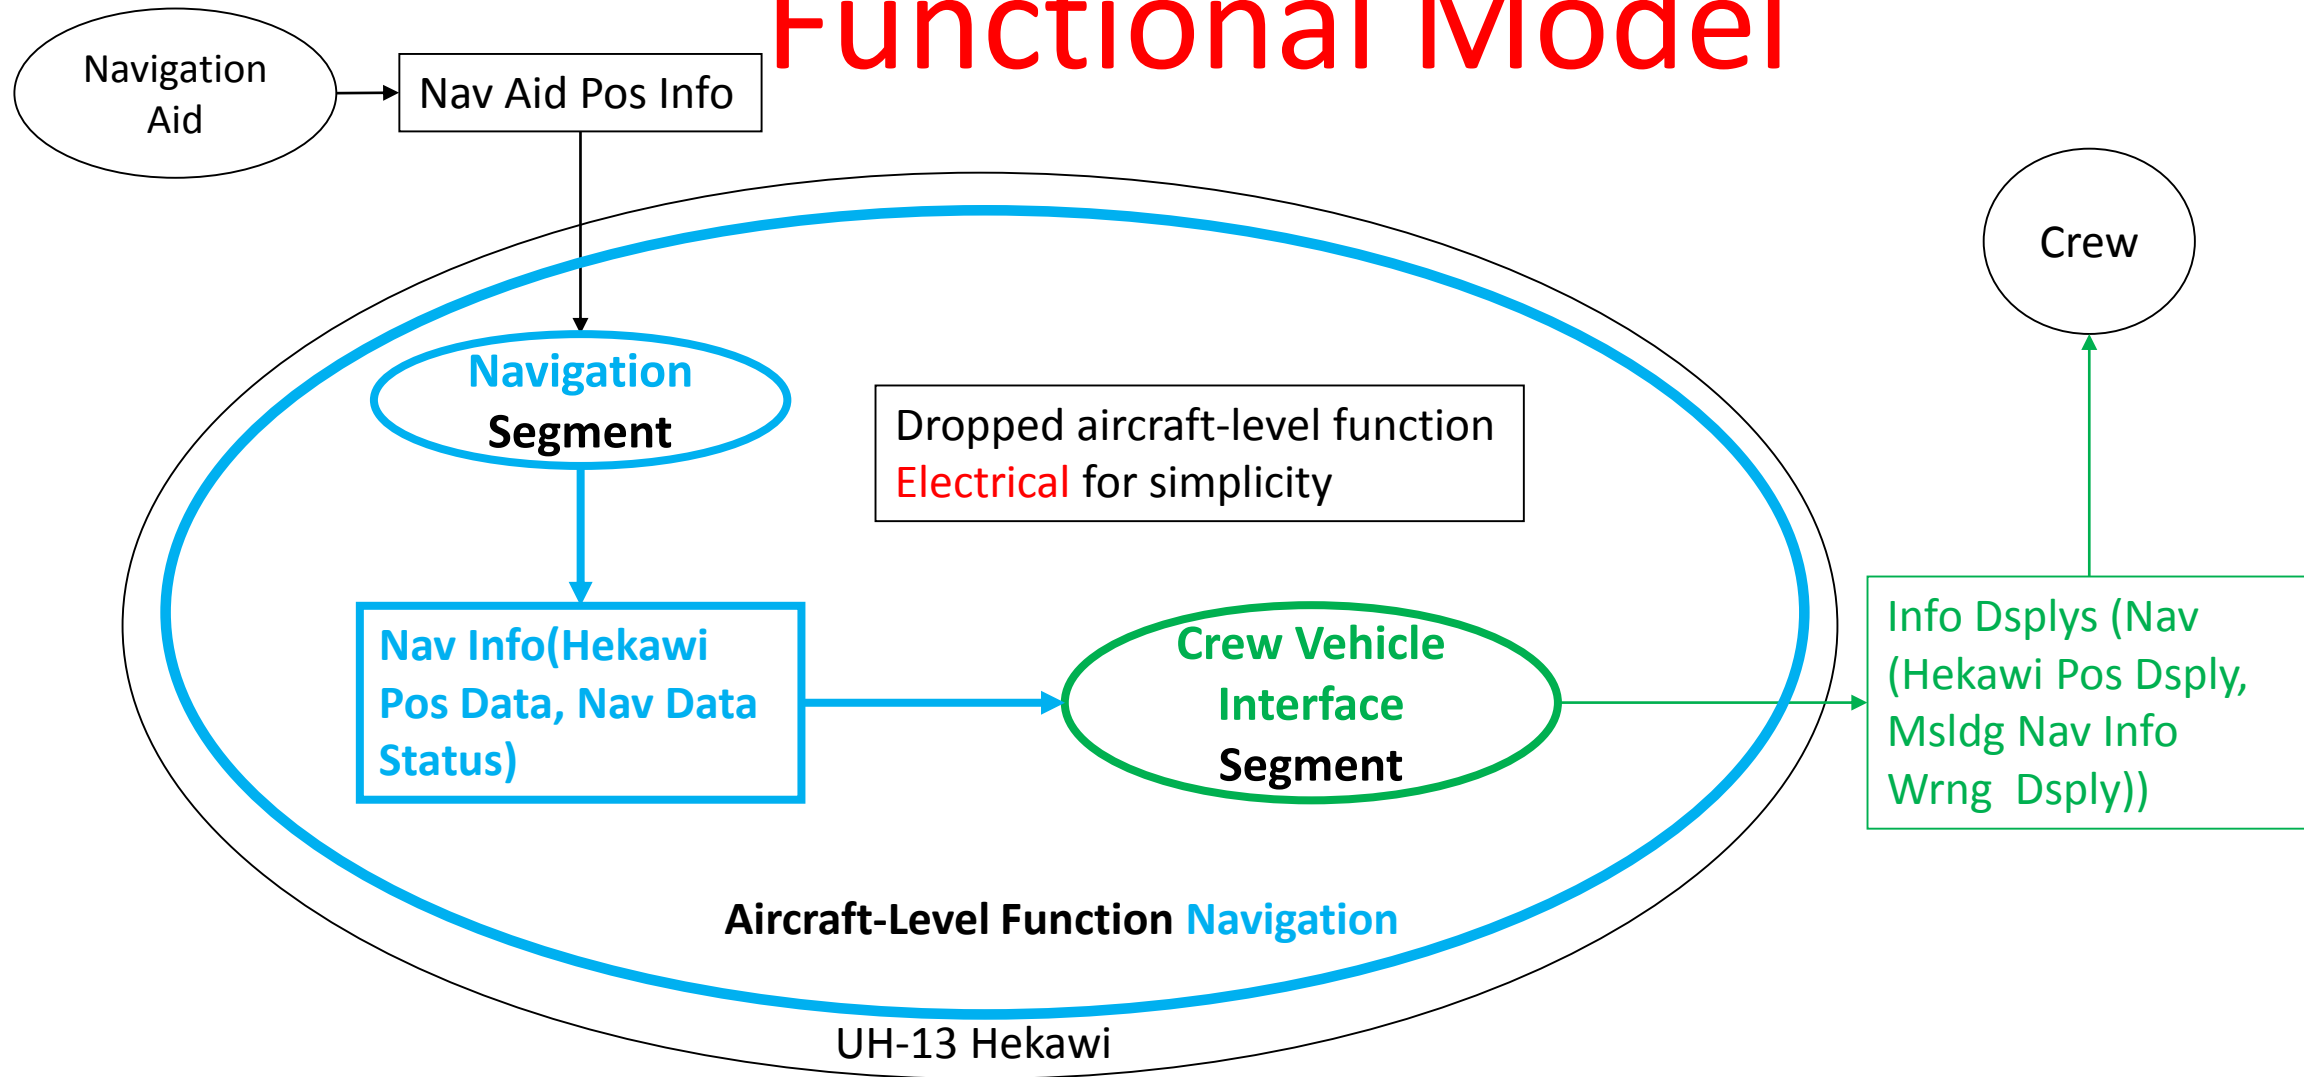 Functional Model
Navigation
Aid
Nav Aid Pos Info
Crew
Navigation
Segment
Dropped aircraft-level function
Electrical for simplicity
Nav Info(Hekawi
Pos Data, Nav Data
Status)
Crew Vehicle
Interface
Segment
Info Dsplys (Nav
(Hekawi Pos Dsply,
Msldg Nav Info
Wrng  Dsply))
Aircraft-Level Function Navigation
UH-13 Hekawi